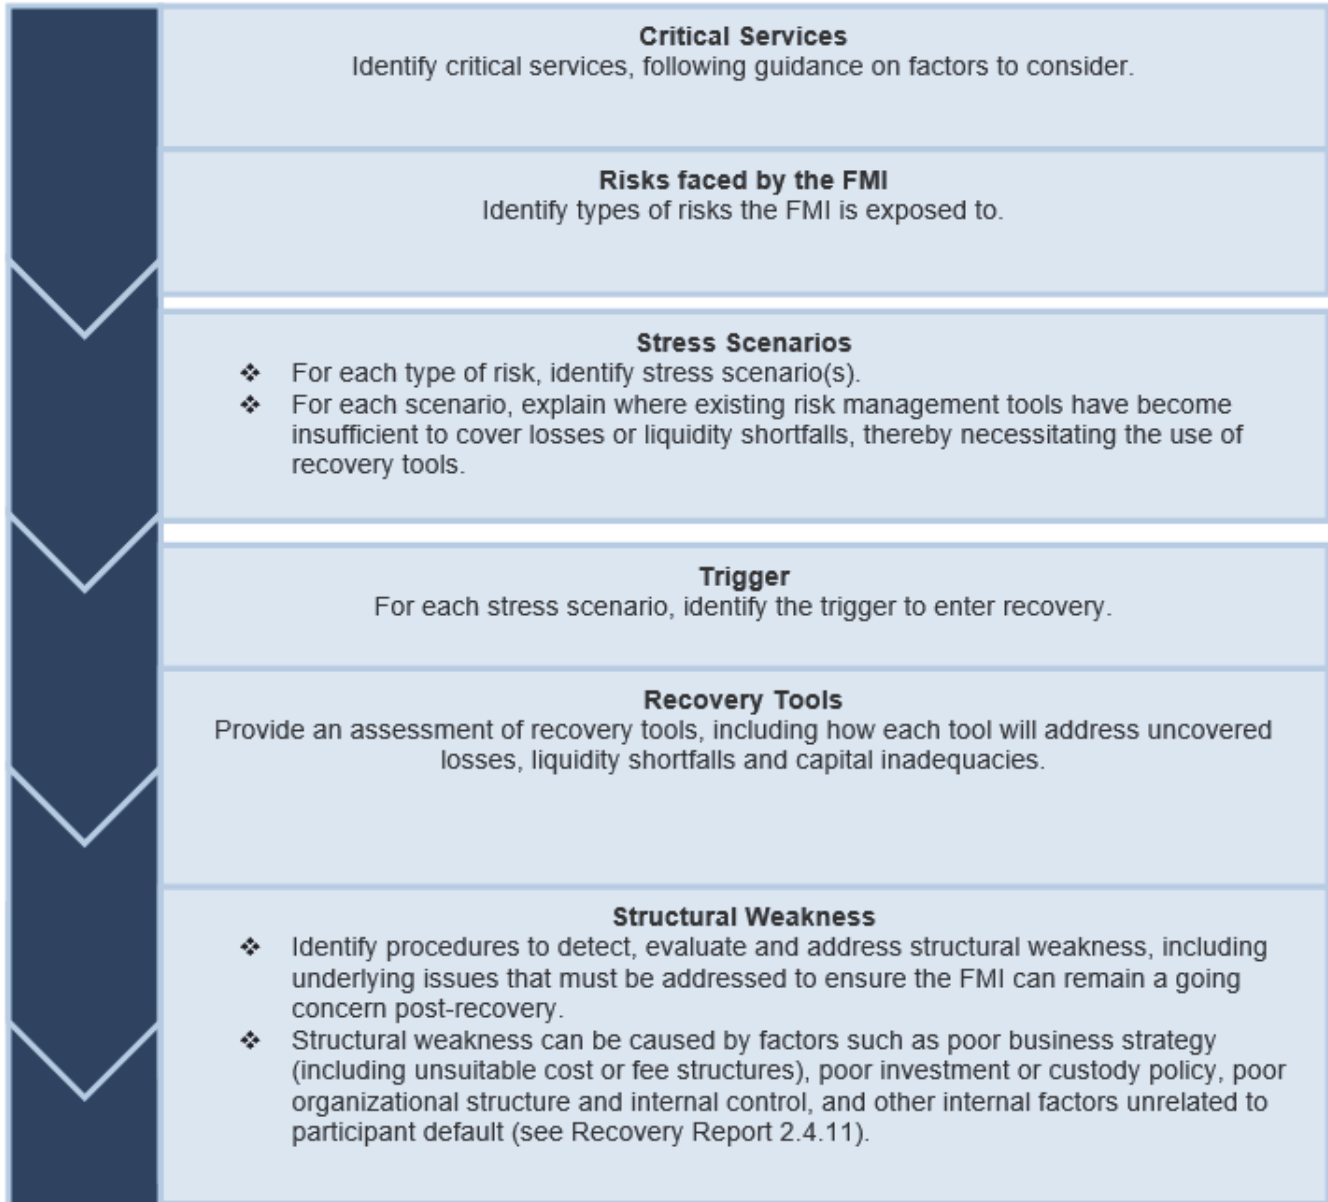 Critical Services
Identify critical services, following guidance on factors to consider.
Risks faced by the FMI
Identify types of risks the FMI is exposed to.
Stress Scenarios
❖ For each type of risk, identify stress scenario(s).
❖ For each scenario, explain where existing risk management tools have become
insufficient to cover losses or liquidity shortfalls, thereby necessitating the use of
recovery tools.
Trigger
For each stress scenario, identify the trigger to enter recovery.
Recovery Tools
Provide an assessment of recovery tools, including how each tool will address uncovered
losses, liquidity shortfalls and capital inadequacies.
Structural Weakness
❖ Identify procedures to detect, evaluate and address structural weakness, including
underlying issues that must be addressed to ensure the FMI can remain a going
concern post-recovery.
❖ Structural weakness can be caused by factors such as poor business strategy
(including unsuitable cost or fee structures), poor investment or custody policy, poor
organizational structure and internal control, and other internal factors unrelated to
participant default (see Recovery Report 2.4.11).